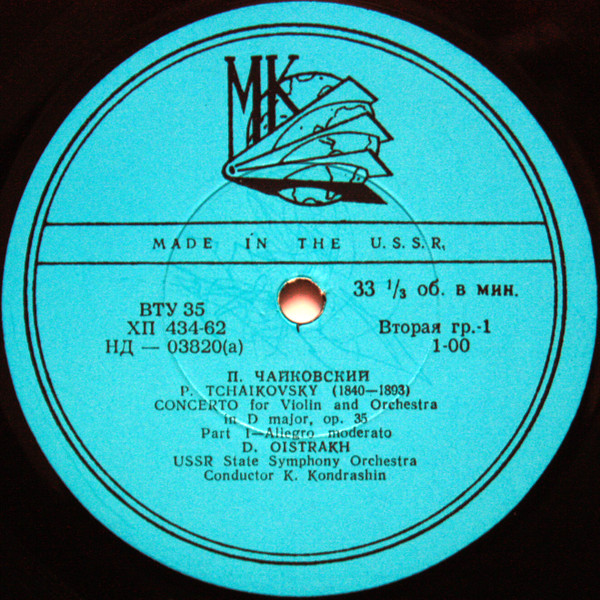 МК
MADE IN THE U.S.S.R.
33 1/3 об. в мин.
ВТУ 35
ХП 434-62
НД — 03820(а)
Вторая гр.-1
1-00
П. ЧАЙКОВСКИЙ
P. TCHAIKOVSKY (1840—1893)
CONCERTO for Violin and Orchestra
in D major, op. 35
Part I—Allegro moderato
D. OISTRAKH
USSR State Symphony Orchestra
Conductor K. Kondrashin